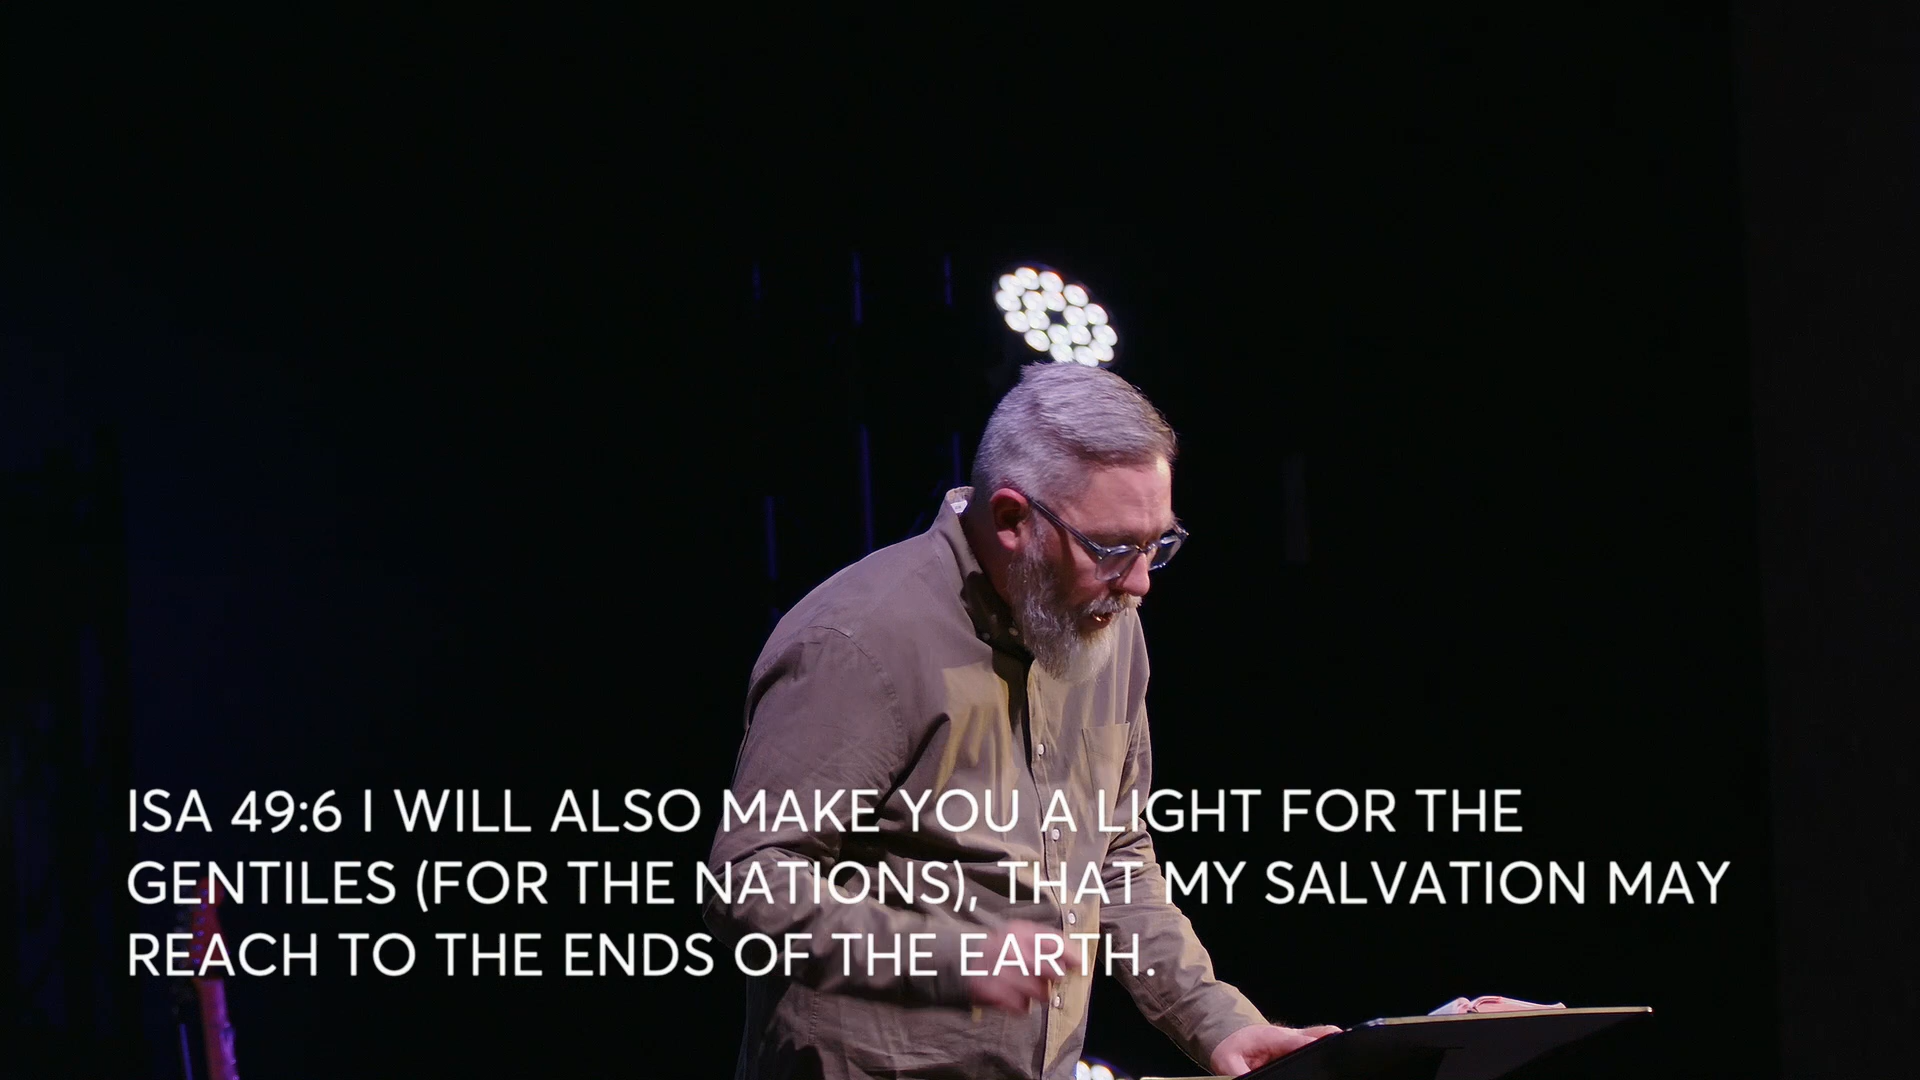 ISA 49:6 I WILL ALSO MAKE YOU A LIGHT FOR THE
GENTILES (FOR THE NATIONS), THAT MY SALVATION MAY
REACH TO THE ENDS OF THE EARTH.